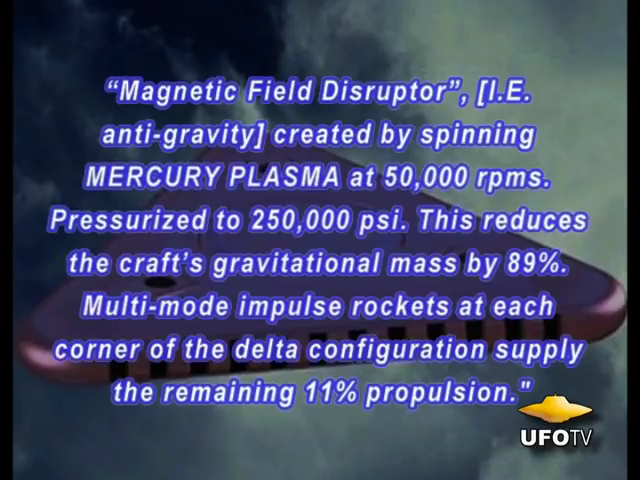 “Magnetic Field Disruptor”, [I.E.
anti-gravity] created by spinning
MERCURY PLASMA at 50,000 rpms.
Pressurized to 250,000 psi. This reduces
the craft’s gravitational mass by 89%.
Multi-mode impulse rockets at each
corner of the delta configuration supply
the remaining 11% propulsion."
UFOTV